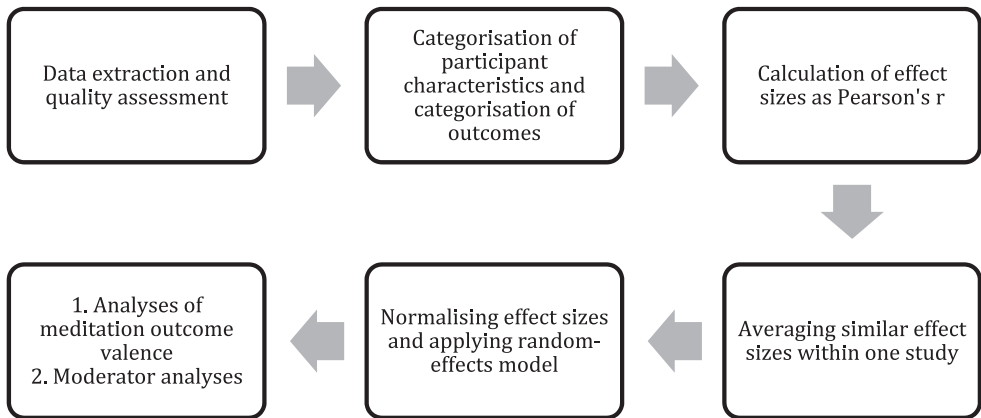 Data extraction and
quality assessment
Categorisation of
participant
characteristics and
categorisation of
outcomes
Calculation of effect
sizes as Pearson's r
Averaging similar effect
sizes within one study
Normalising effect sizes
and applying random-
effects model
1. Analyses of
meditation outcome
valence
2. Moderator analyses